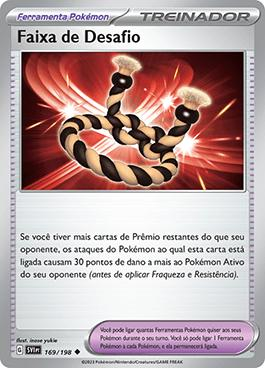 Ferramenta Pokémon
TREINADOR
Faixa de Desafio
Se você tiver mais cartas de Prêmio restantes do que seu
oponente, os ataques do Pokémon ao qual esta carta está
ligada causam 30 pontos de dano a mais ao Pokémon Ativo
do seu oponente (antes de aplicar Fraqueza e Resistência).
Ilust. inose yukie
G SVI PT 169/198
Você pode ligar quantas Ferramentas Pokémon quiser aos seus
Pokémon durante o seu turno. Você só pode ligar 1 Ferramenta
Pokémon a cada Pokémon, e ela permanecerá ligada.
©2023 Pokémon/Nintendo/Creatures/GAME FREAK